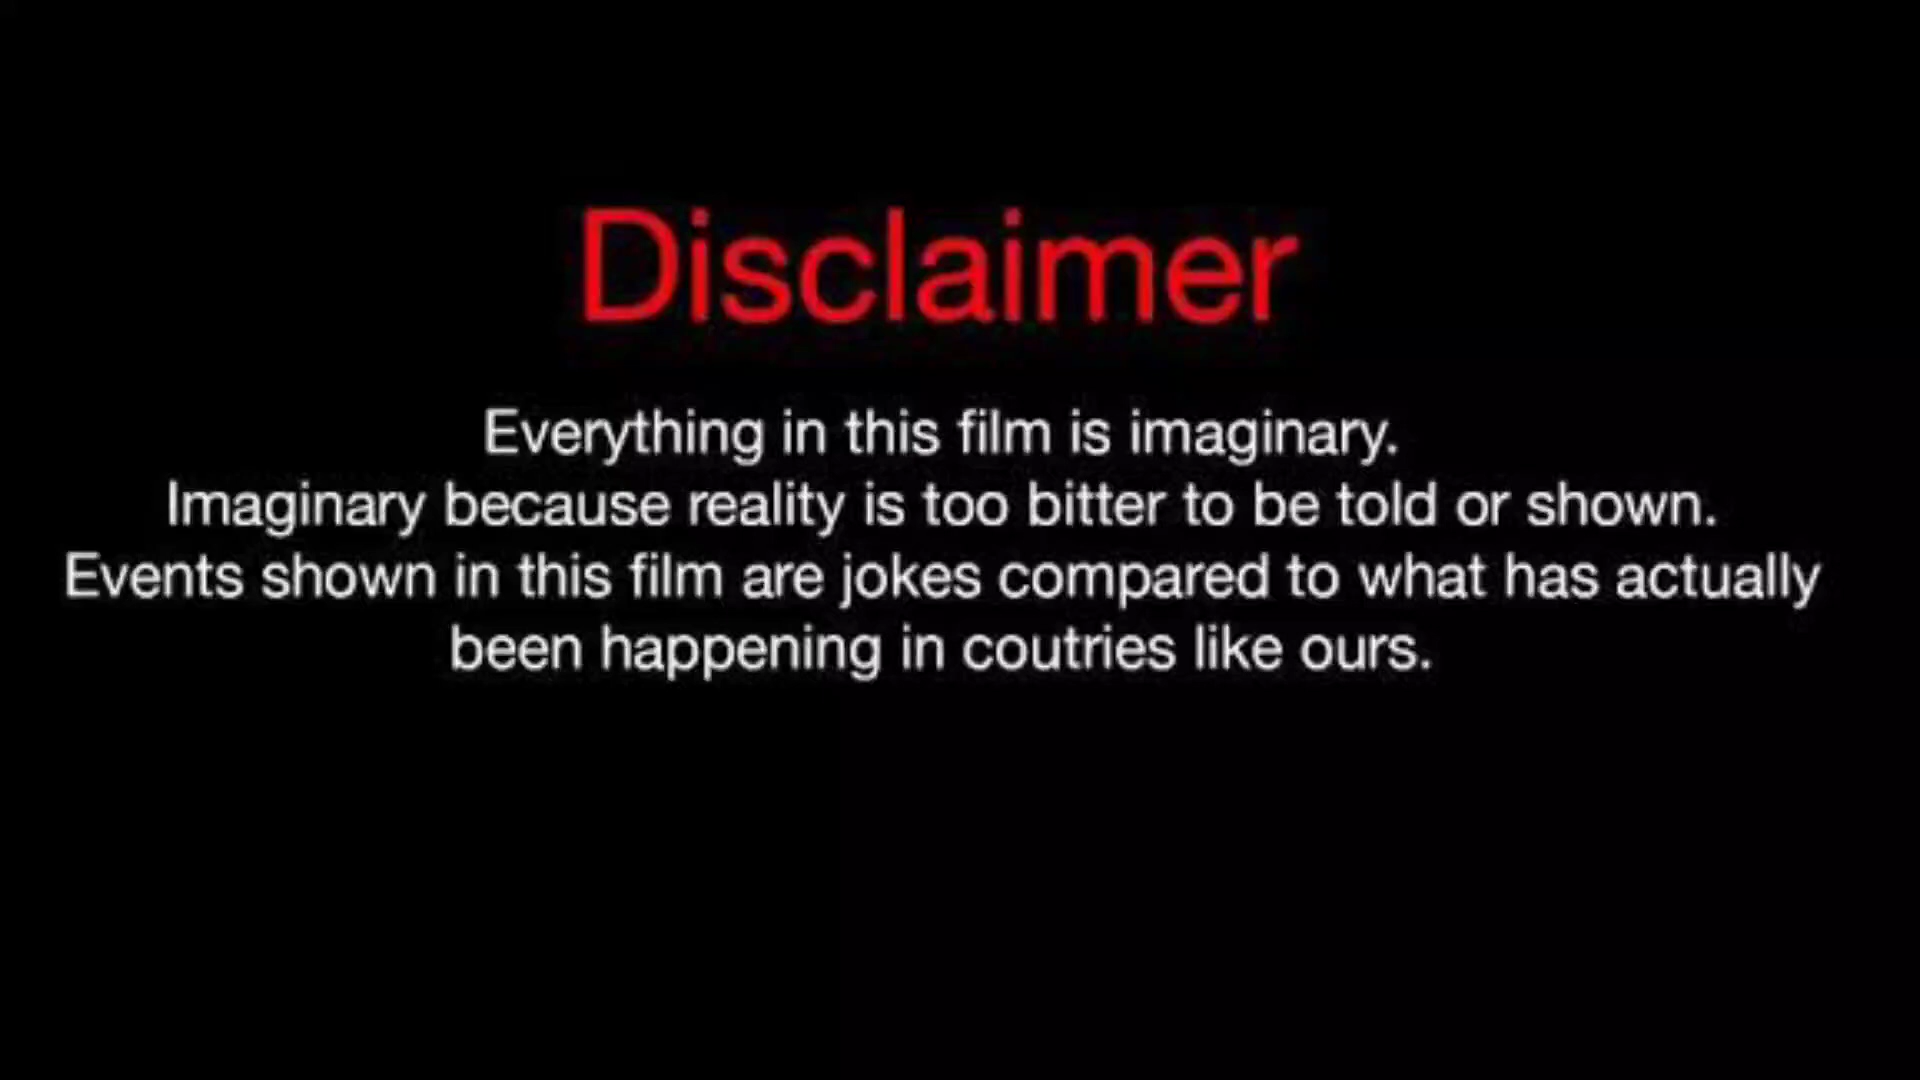 Disclaimer
Everything in this film is imaginary.
Imaginary because reality is too bitter to be told or shown.
Events shown in this film are jokes compared to what has actually
been happening in coutries like ours.